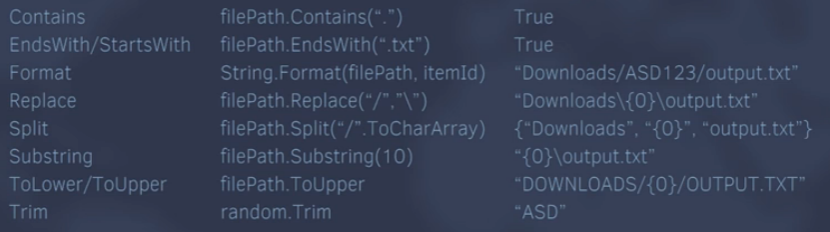 Contains filePath.Contains(“.”) True
EndsWith/StartsWith filePath.EndsWith(“.txt”) True
Format String.Format(filePath, itemId) “Downloads/ASD123/output.txt”
Replace filePath.Replace(“/”,”\”) “Downloads\{0}\output.txt”
Split filePath.Split(“/”.ToCharArray) {“Downloads”, “{0}”, “output.txt”}
Substring filePath.Substring(10) “{0}\output.txt”
ToLower/ToUpper filePath.ToUpper “DOWNLOADS/{0}/OUTPUT.TXT”
Trim random.Trim “ASD”